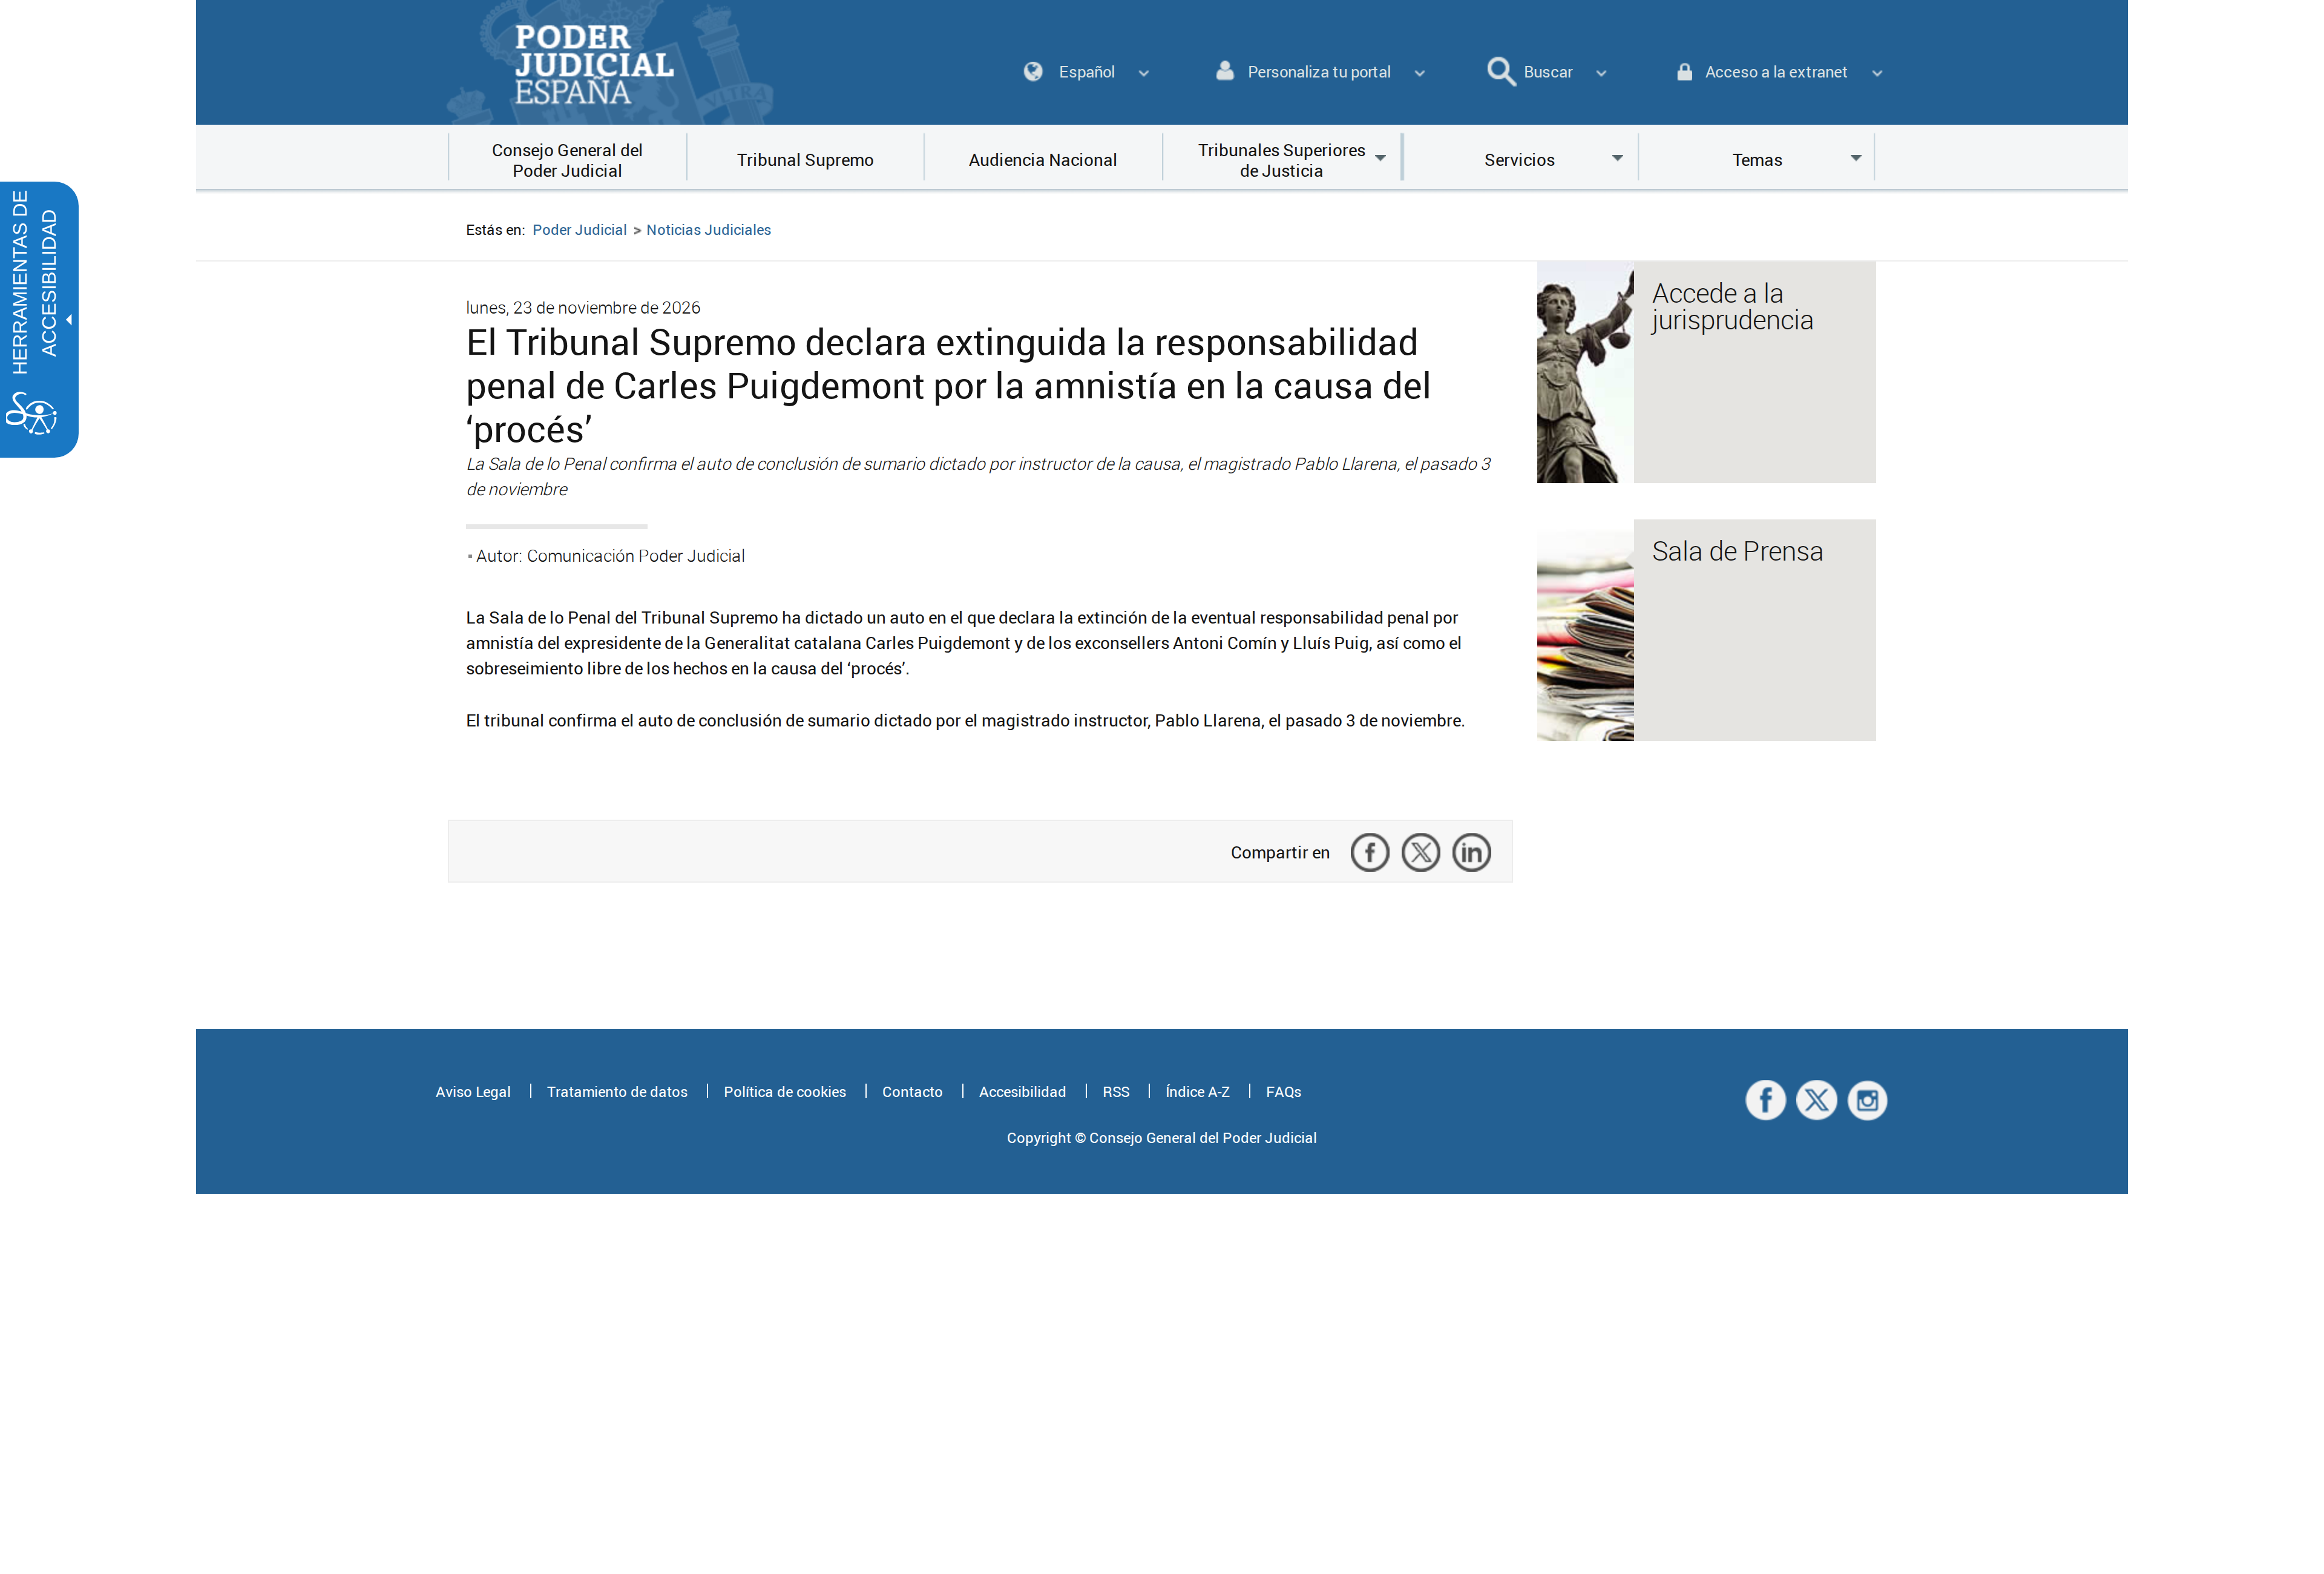 PODER
JUDICIAL
ESPAÑA
VLTRA
Español
Personaliza tu portal
Buscar
Acceso a la extranet
Consejo General del
Poder Judicial
Tribunal Supremo
Audiencia Nacional
Tribunales Superiores
de Justicia
Servicios
Temas
HERRAMIENTAS DE
ACCESIBILIDAD
Estás en: Poder Judicial > Noticias Judiciales
lunes, 23 de noviembre de 2026
El Tribunal Supremo declara extinguida la responsabilidad
penal de Carles Puigdemont por la amnistía en la causa del
‘procés’
La Sala de lo Penal confirma el auto de conclusión de sumario dictado por instructor de la causa, el magistrado Pablo Llarena, el pasado 3
de noviembre
Autor: Comunicación Poder Judicial
La Sala de lo Penal del Tribunal Supremo ha dictado un auto en el que declara la extinción de la eventual responsabilidad penal por
amnistía del expresidente de la Generalitat catalana Carles Puigdemont y de los exconsellers Antoni Comín y Lluís Puig, así como el
sobreseimiento libre de los hechos en la causa del ‘procés’.
El tribunal confirma el auto de conclusión de sumario dictado por el magistrado instructor, Pablo Llarena, el pasado 3 de noviembre.
Accede a la
jurisprudencia
Sala de Prensa
Compartir en
Aviso Legal
Tratamiento de datos
Política de cookies
Contacto
Accesibilidad
RSS
Índice A-Z
FAQs
Copyright © Consejo General del Poder Judicial